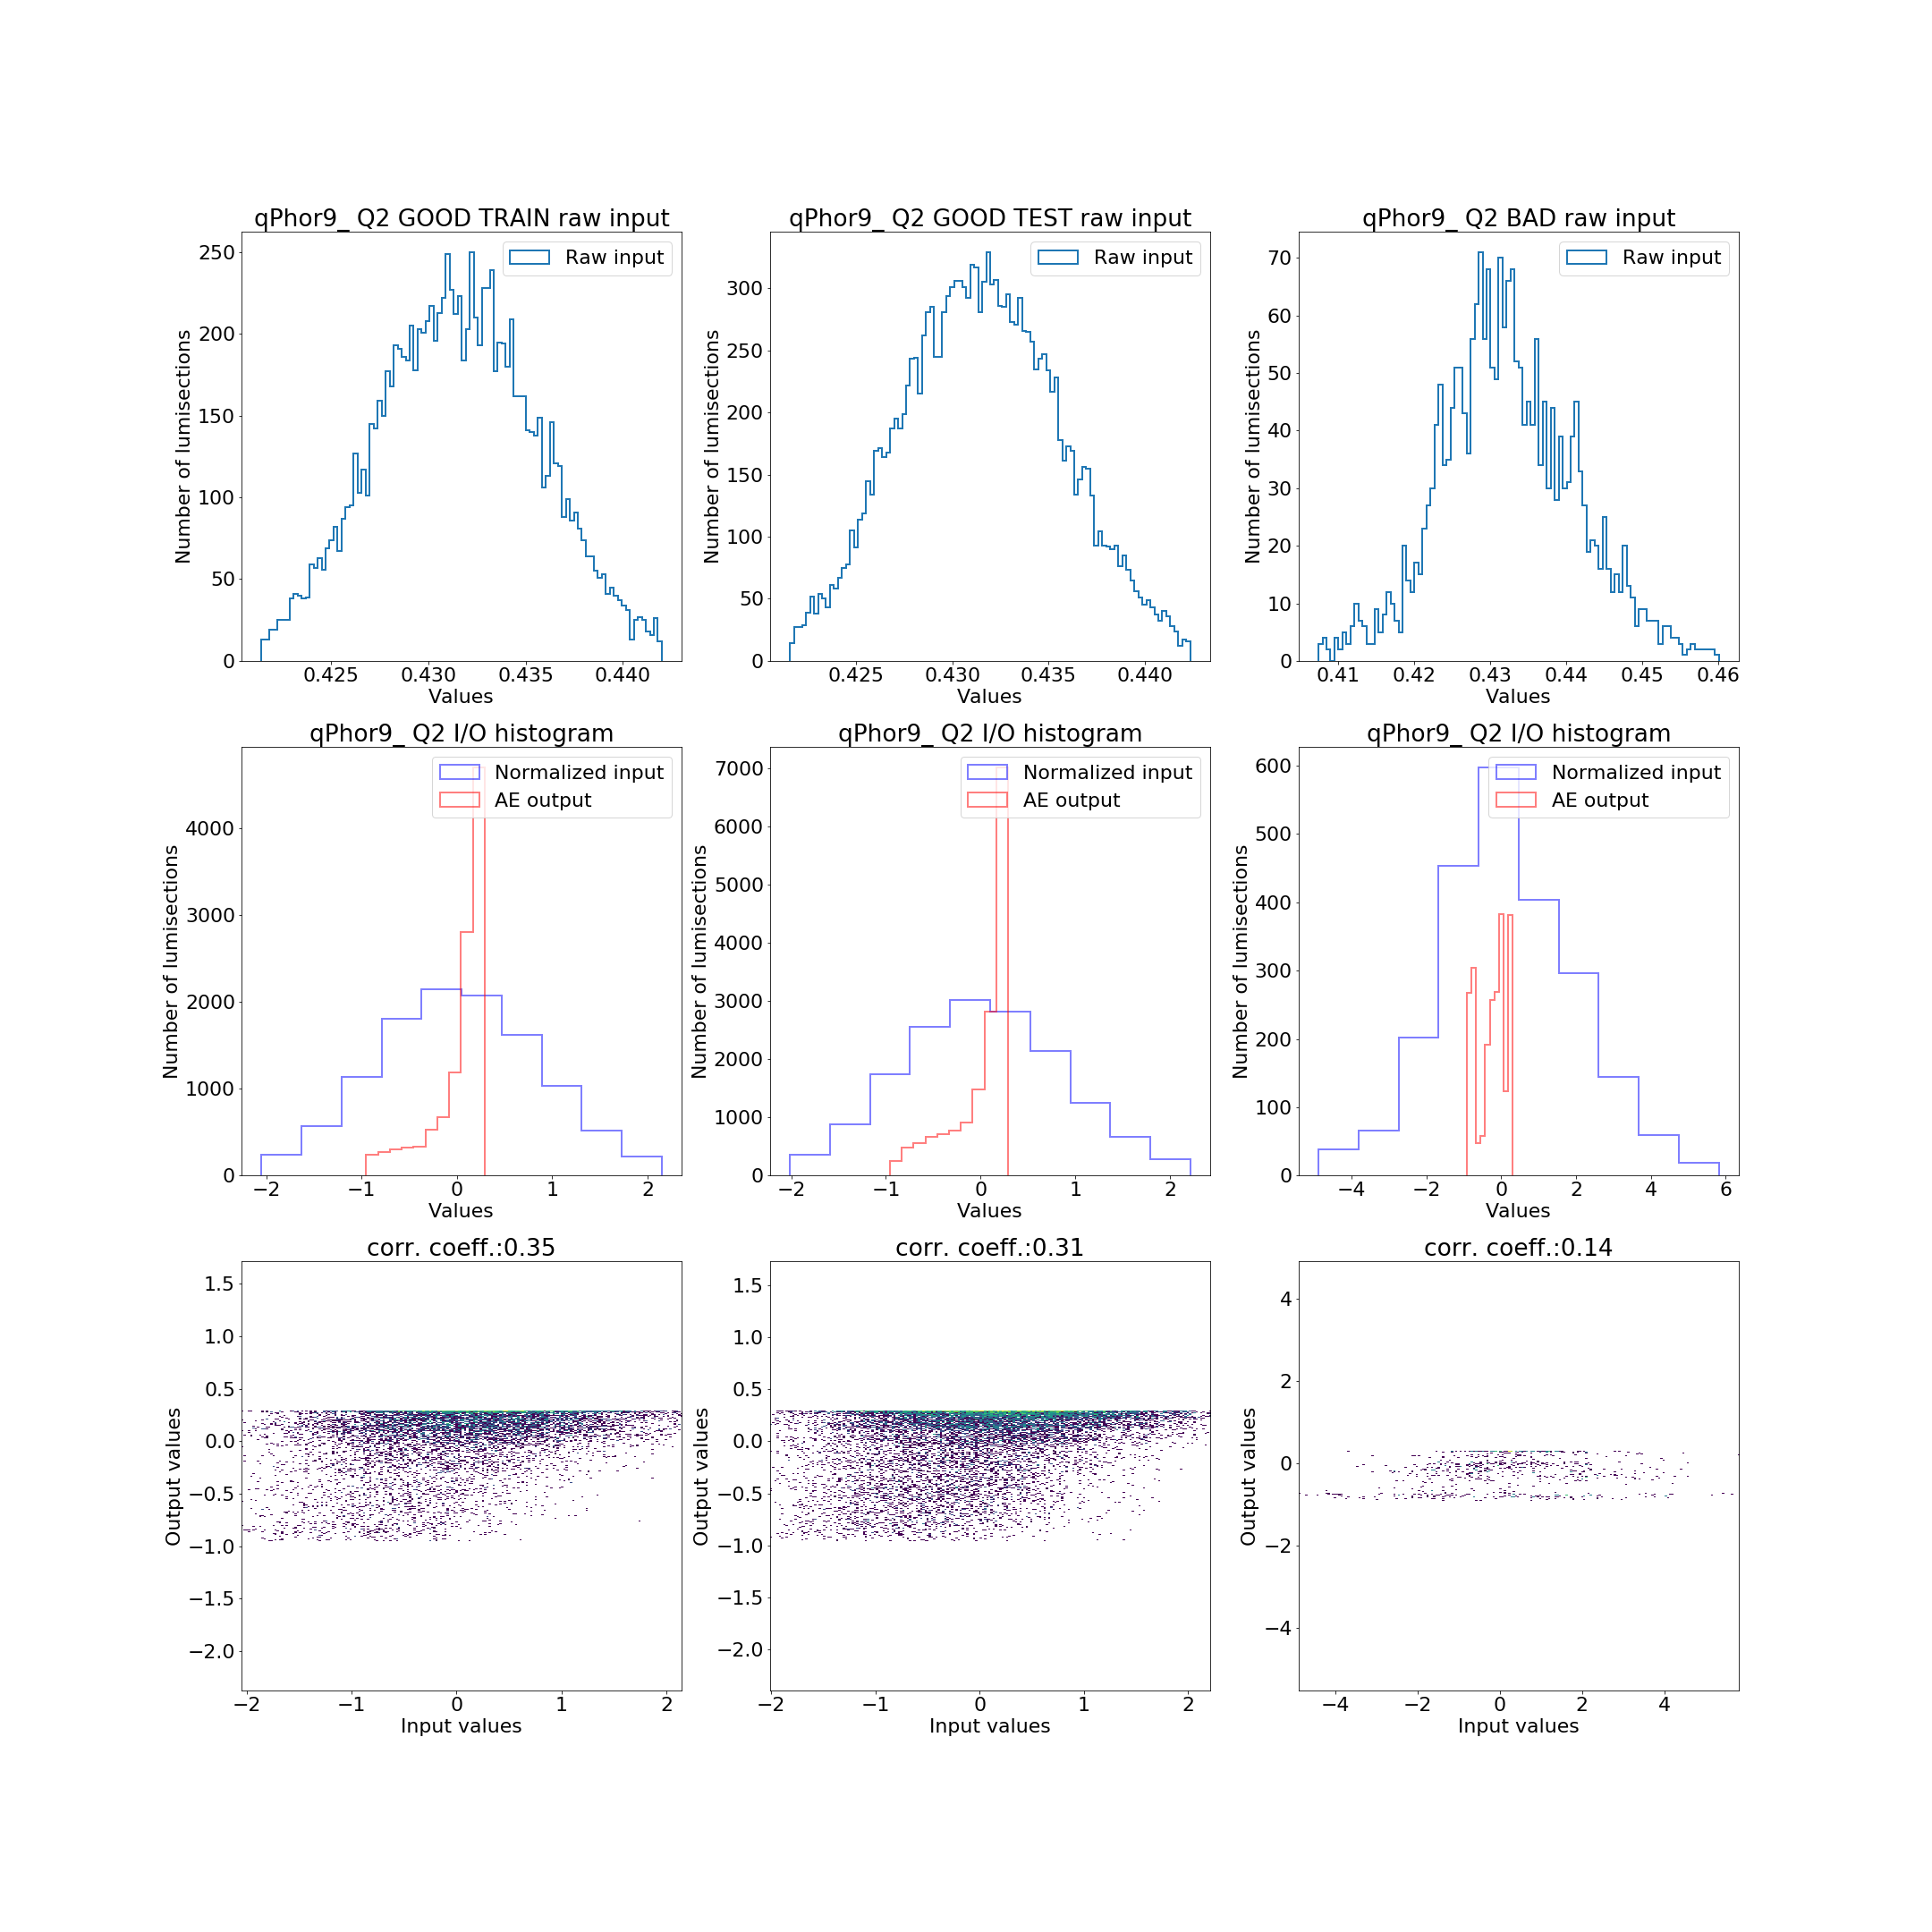 qPhor9_ Q2 GOOD TRAIN raw input
Number of lumisections
250
200
150
100
50
0
Raw input
0.425 0.430 0.435 0.440
Values
qPhor9_ Q2 GOOD TEST raw input
Number of lumisections
300
250
200
150
100
50
0
Raw input
0.425 0.430 0.435 0.440
Values
qPhor9_ Q2 BAD raw input
Number of lumisections
70
60
50
40
30
20
10
0
Raw input
0.41 0.42 0.43 0.44 0.45 0.46
Values
qPhor9_ Q2 I/O histogram
Number of lumisections
4000
3000
2000
1000
0
Normalized input
AE output
−2 −1 0 1 2
Values
qPhor9_ Q2 I/O histogram
Number of lumisections
7000
6000
5000
4000
3000
2000
1000
0
Normalized input
AE output
−2 −1 0 1 2
Values
qPhor9_ Q2 I/O histogram
Number of lumisections
600
500
400
300
200
100
0
Normalized input
AE output
−4 −2 0 2 4 6
Values
corr. coeff.:0.35
Output values
1.5
1.0
0.5
0.0
−0.5
−1.0
−1.5
−2.0
−2 −1 0 1 2
Input values
corr. coeff.:0.31
Output values
1.5
1.0
0.5
0.0
−0.5
−1.0
−1.5
−2.0
−2 −1 0 1 2
Input values
corr. coeff.:0.14
Output values
4
2
0
−2
−4
−4 −2 0 2 4
Input values